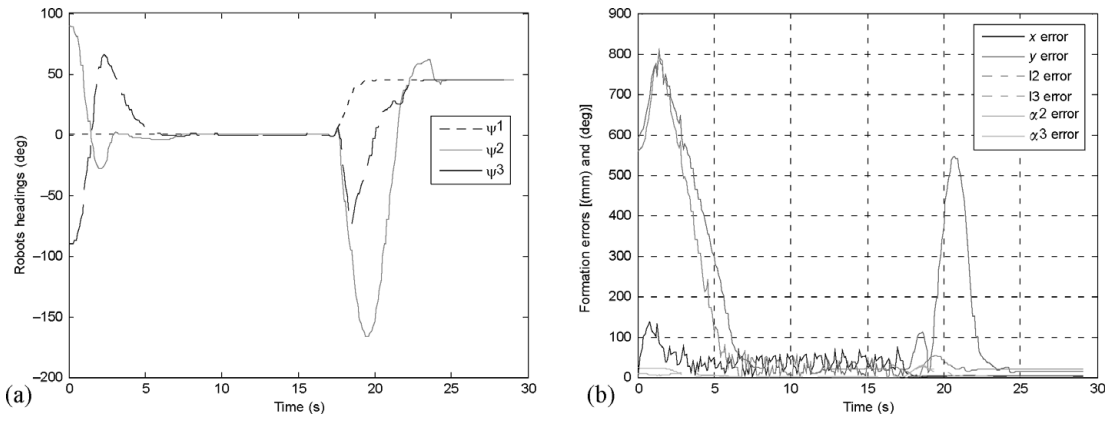 100
50
0
−50
−100
−150
−200
Robots headings (deg)
0
5
10
15
20
25
30
Time (s)
ψ1
ψ2
ψ3
(a)
900
800
700
600
500
400
300
200
100
0
Formation errors [(mm) and (deg)]
0
5
10
15
20
25
30
Time (s)
x error
y error
l2 error
l3 error
α2 error
α3 error
(b)